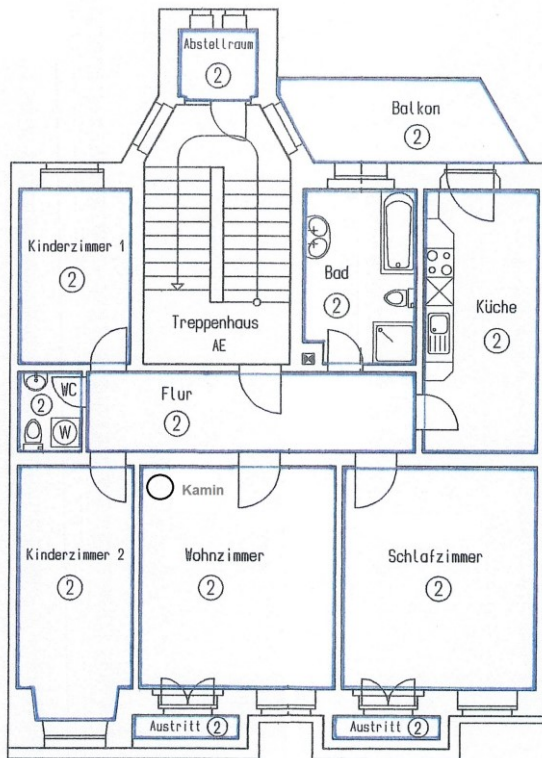 Abstellraum
2
Balkon
2
Kinderzimmer 1
2
Bad
2
Küche
2
Treppenhaus
AE
WC
2
W
Flur
2
Kamin
Kinderzimmer 2
2
Wohnzimmer
2
Schlafzimmer
2
Austritt 2
Austritt 2